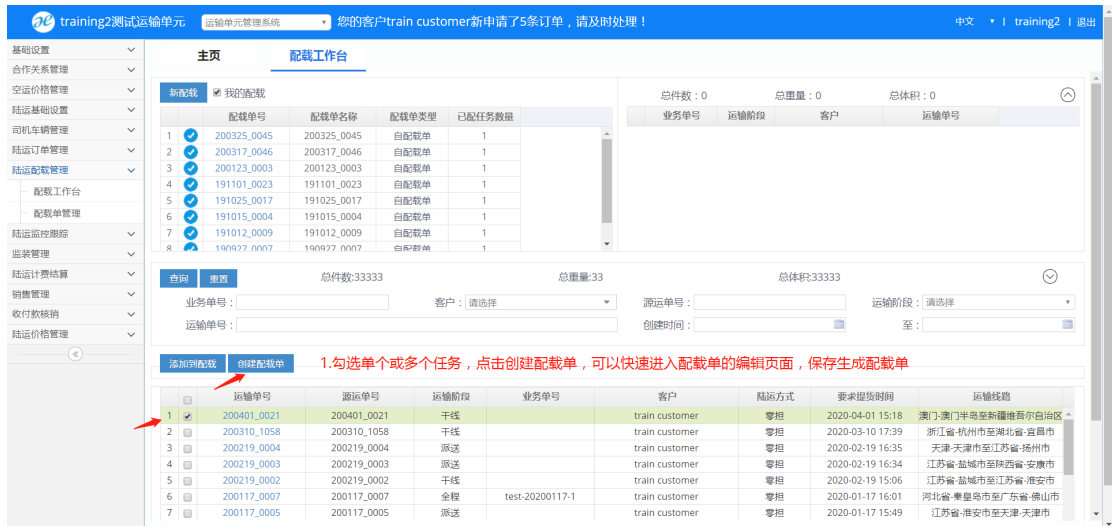 training2测试运输单元 运输单元管理系统 您的客户train customer新申请了5条订单，请及时处理！ 中文 | training2 | 退出
基础设置
合作关系管理
空运价格管理
陆运基础设置
司机车辆管理
陆运订单管理
陆运配载管理
配载工作台
配载单管理
陆运监控跟踪
监装管理
陆运计费结算
销售管理
收付款核销
陆运价格管理
主页 配载工作台
新配载 我的配载
配载单号 配载单名称 配载单类型 已配任务数量
1 200325_0045 200325_0045 自配载单 1
2 200317_0046 200317_0046 自配载单 1
3 200123_0003 200123_0003 自配载单 1
4 191101_0023 191101_0023 自配载单 1
5 191025_0017 191025_0017 自配载单 1
6 191015_0004 191015_0004 自配载单 1
7 191012_0009 191012_0009 自配载单 1
8 190927_0007 190927_0007 自配载单 1
总件数：0 总重量：0 总体积：0
业务单号 运输阶段 客户 运输单号
查询 重置 总件数:33333 总重量:33 总体积:33333
业务单号： 客户：请选择 源运单号： 运输阶段：请选择
运输单号： 创建时间： 至：
添加到配载 创建配载单 1.勾选单个或多个任务，点击创建配载单，可以快速进入配载单的编辑页面，保存生成配载单
运输单号 源运单号 运输阶段 业务单号 客户 陆运方式 要求提货时间 运输线路
1 200401_0021 200401_0021 干线 train customer 零担 2020-04-01 15:18 澳门-澳门半岛至新疆维吾尔自治区
2 200310_1058 200310_1058 干线 train customer 零担 2020-03-10 17:39 浙江省-杭州市至湖北省-宜昌市
3 200219_0004 200219_0004 派送 train customer 零担 2020-02-19 16:35 天津-天津市至江苏省-扬州市
4 200219_0003 200219_0003 派送 train customer 零担 2020-02-19 16:34 江苏省-盐城市至陕西省-安康市
5 200219_0002 200219_0002 干线 train customer 零担 2020-02-19 15:06 江苏省-盐城市至江苏省-淮安市
6 200117_0007 200117_0007 全程 test-20200117-1 train customer 零担 2020-01-17 16:01 河北省-秦皇岛市至广东省-佛山市
7 200117_0005 200117_0005 派送 train customer 零担 2020-01-17 15:49 江苏省-淮安市至天津-天津市